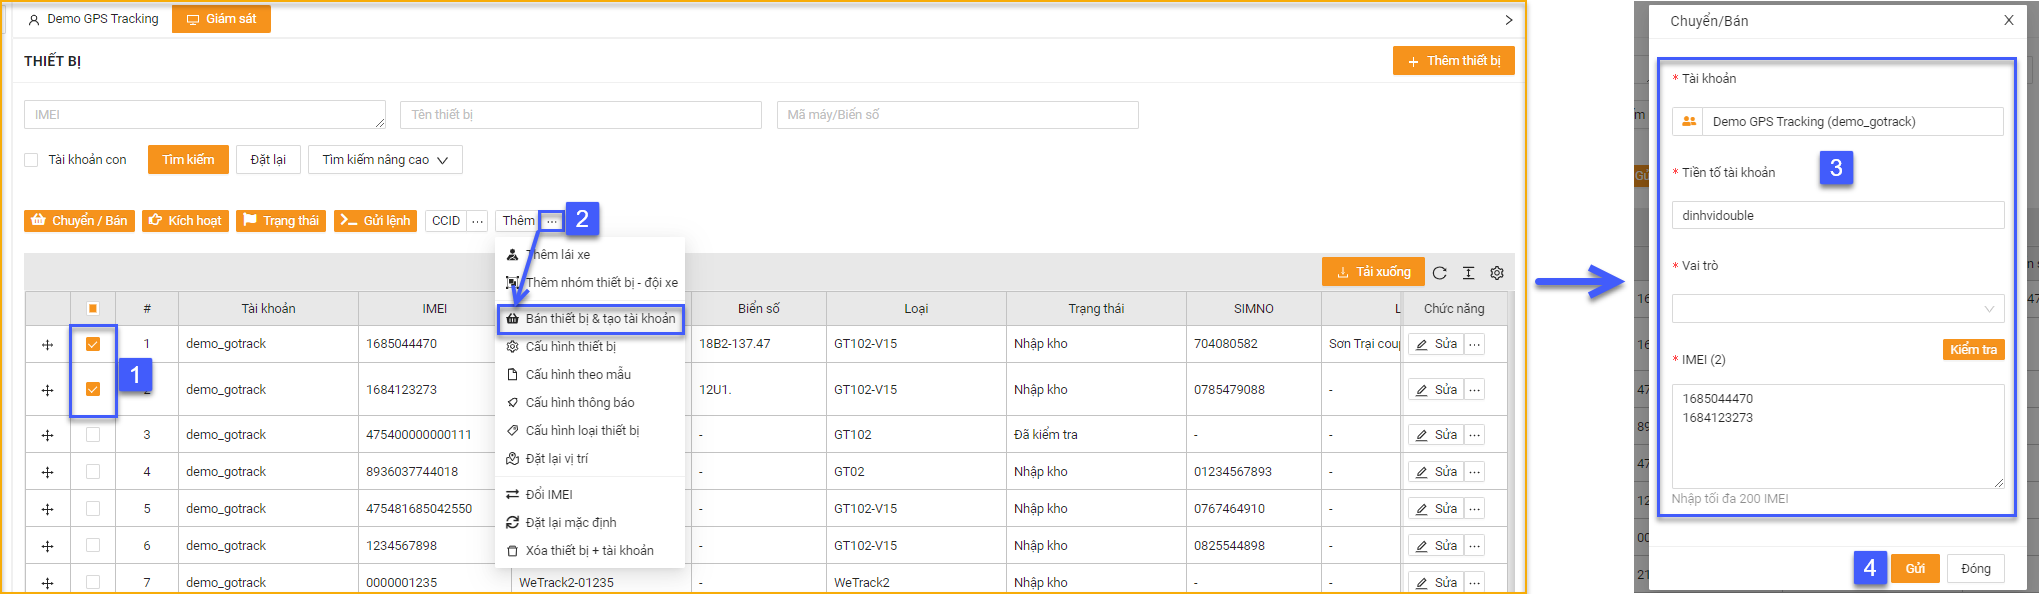 Demo GPS Tracking Giám sát
THIẾT BỊ + Thêm thiết bị
IMEI Tên thiết bị Mã máy/Biển số
Tài khoản con Tìm kiếm Đặt lại Tìm kiếm nâng cao
Chuyển / Bán Kích hoạt Trạng thái Gửi lệnh CCID ... Thêm ... 2
Thêm lái xe
Thêm nhóm thiết bị - đội xe
Bán thiết bị & tạo tài khoản
Cấu hình thiết bị
Cấu hình theo mẫu
Cấu hình thông báo
Cấu hình loại thiết bị
Đặt lại vị trí
Đổi IMEI
Đặt lại mặc định
Xóa thiết bị + tài khoản
Tải xuống
# Tài khoản IMEI Biển số Loại Trạng thái SIMNO L Chức năng
1 demo_gotrack 1685044470 18B2-137.47 GT102-V15 Nhập kho 704080582 Sơn Trại coup Sửa ...
1
2 demo_gotrack 1684123273 12U1. GT102-V15 Nhập kho 0785479088 - Sửa ...
3 demo_gotrack 475400000000111 - GT102 Đã kiểm tra - - Sửa ...
4 demo_gotrack 8936037744018 - GT02 Nhập kho 01234567893 - Sửa ...
5 demo_gotrack 475481685042550 - GT102-V15 Nhập kho 0767464910 - Sửa ...
6 demo_gotrack 1234567898 - GT102-V15 Nhập kho 0825544898 - Sửa ...
7 demo_gotrack 0000001235 WeTrack2-01235 - WeTrack2 Nhập kho - - Sửa ...
Chuyển/Bán X
* Tài khoản
Demo GPS Tracking (demo_gotrack)
3
* Tiền tố tài khoản
dinhvidouble
* Vai trò
* IMEI (2) Kiểm tra
1685044470
1684123273
Nhập tối đa 200 IMEI
4 Gửi Đóng